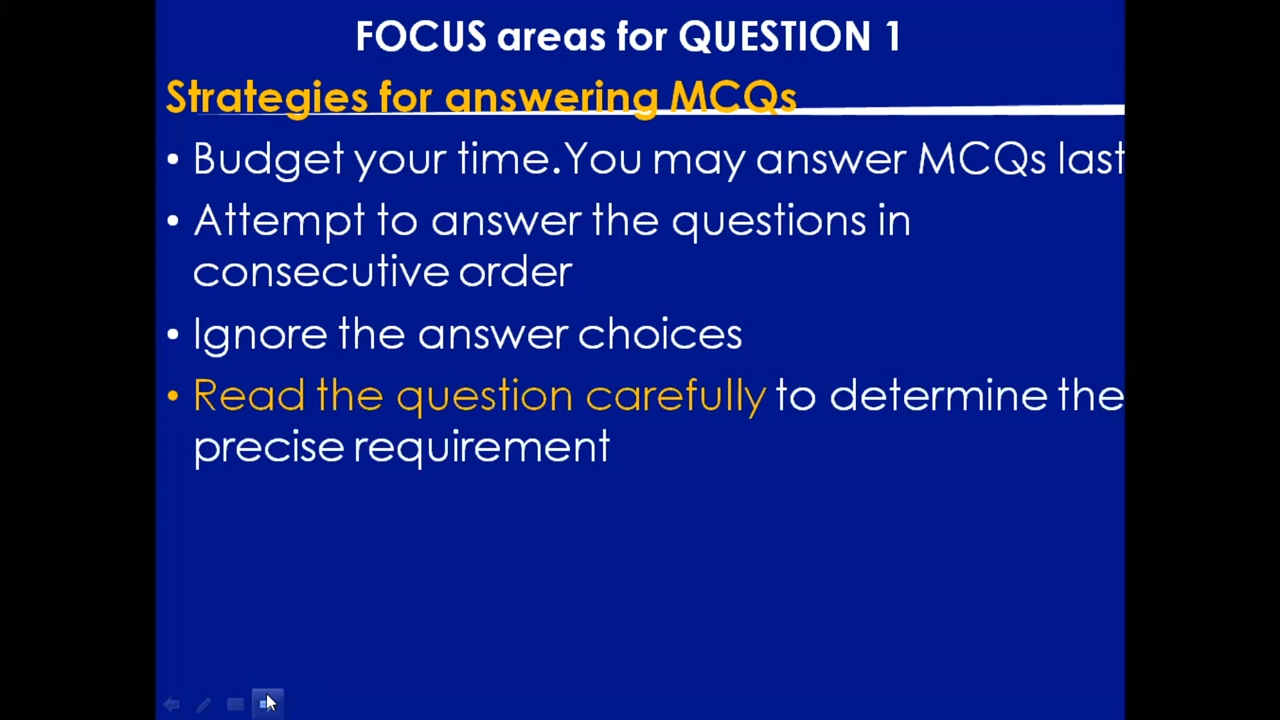 FOCUS areas for QUESTION 1
Strategies for answering MCQs
• Budget your time.You may answer MCQs last
• Attempt to answer the questions in
consecutive order
• Ignore the answer choices
• Read the question carefully to determine the
precise requirement